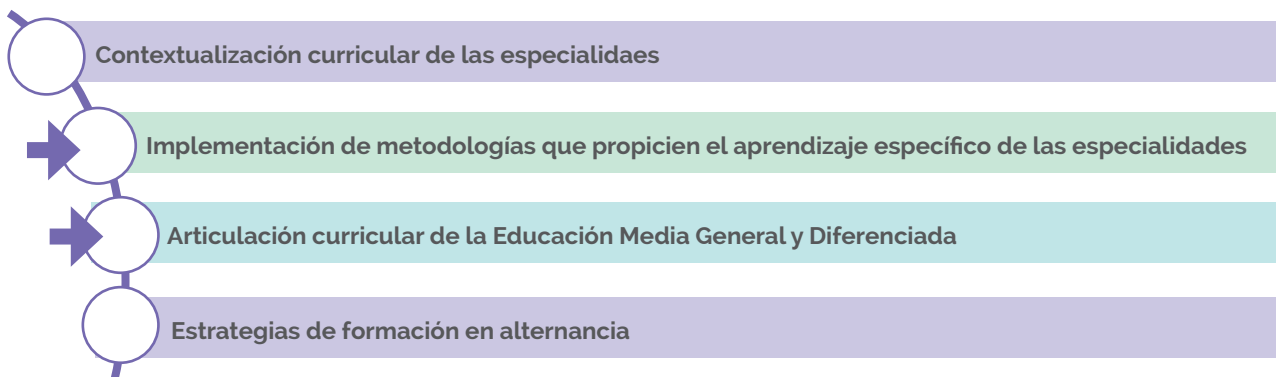 Contextualización curricular de las especialidaes
Implementación de metodologías que propicien el aprendizaje específico de las especialidades
Articulación curricular de la Educación Media General y Diferenciada
Estrategias de formación en alternancia